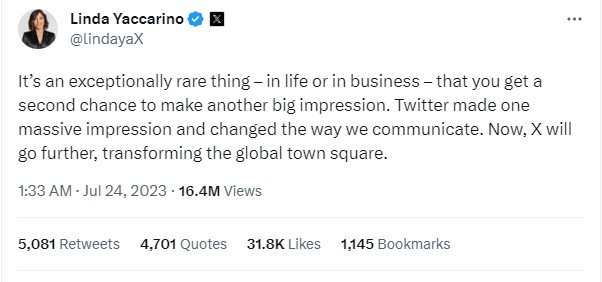 Linda Yaccarino X
@lindayaX
It’s an exceptionally rare thing – in life or in business – that you get a
second chance to make another big impression. Twitter made one
massive impression and changed the way we communicate. Now, X will
go further, transforming the global town square.
1:33 AM · Jul 24, 2023 · 16.4M Views
5,081 Retweets 4,701 Quotes 31.8K Likes 1,145 Bookmarks